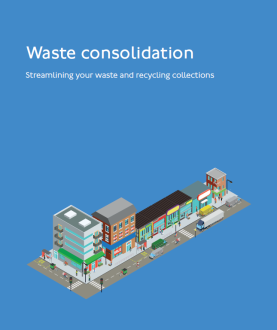 Waste consolidation
Streamlining your waste and recycling collections